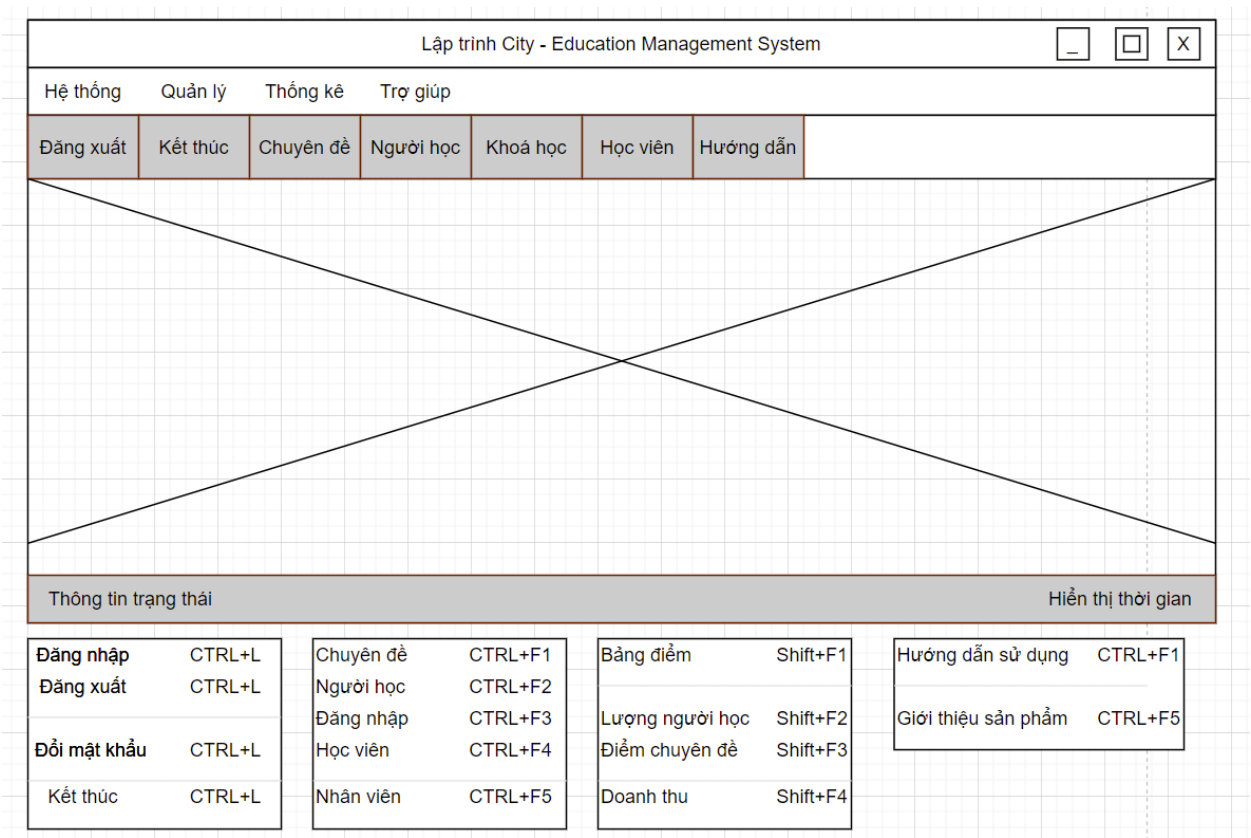 Lập trình City - Education Management System _ X
Hệ thống Quản lý Thống kê Trợ giúp
Đăng xuất Kết thúc Chuyên đề Người học Khoá học Học viên Hướng dẫn
Thông tin trạng thái Hiển thị thời gian
Đăng nhập CTRL+L
Đăng xuất CTRL+L
Đổi mật khẩu CTRL+L
Kết thúc CTRL+L
Chuyên đề CTRL+F1
Người học CTRL+F2
Đăng nhập CTRL+F3
Học viên CTRL+F4
Nhân viên CTRL+F5
Bảng điểm Shift+F1
Lượng người học Shift+F2
Điểm chuyên đề Shift+F3
Doanh thu Shift+F4
Hướng dẫn sử dụng CTRL+F1
Giới thiệu sản phẩm CTRL+F5